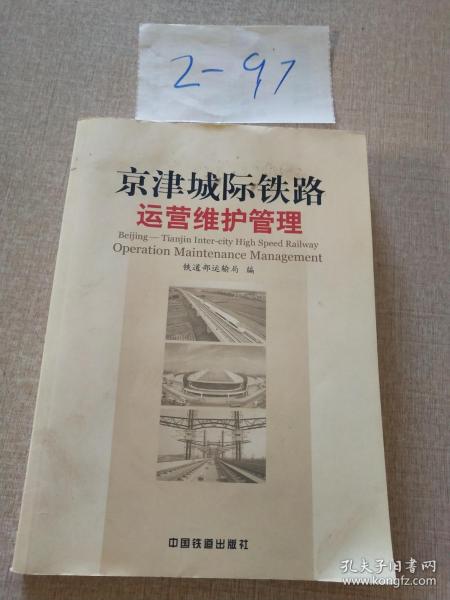 2-97
京津城际铁路
运营维护管理
Beijing—Tianjin Inter-city High Speed Railway
Operation Maintenance Management
铁道部运输局 编
中国铁道出版社
孔夫子旧书网
www.kongfz.com